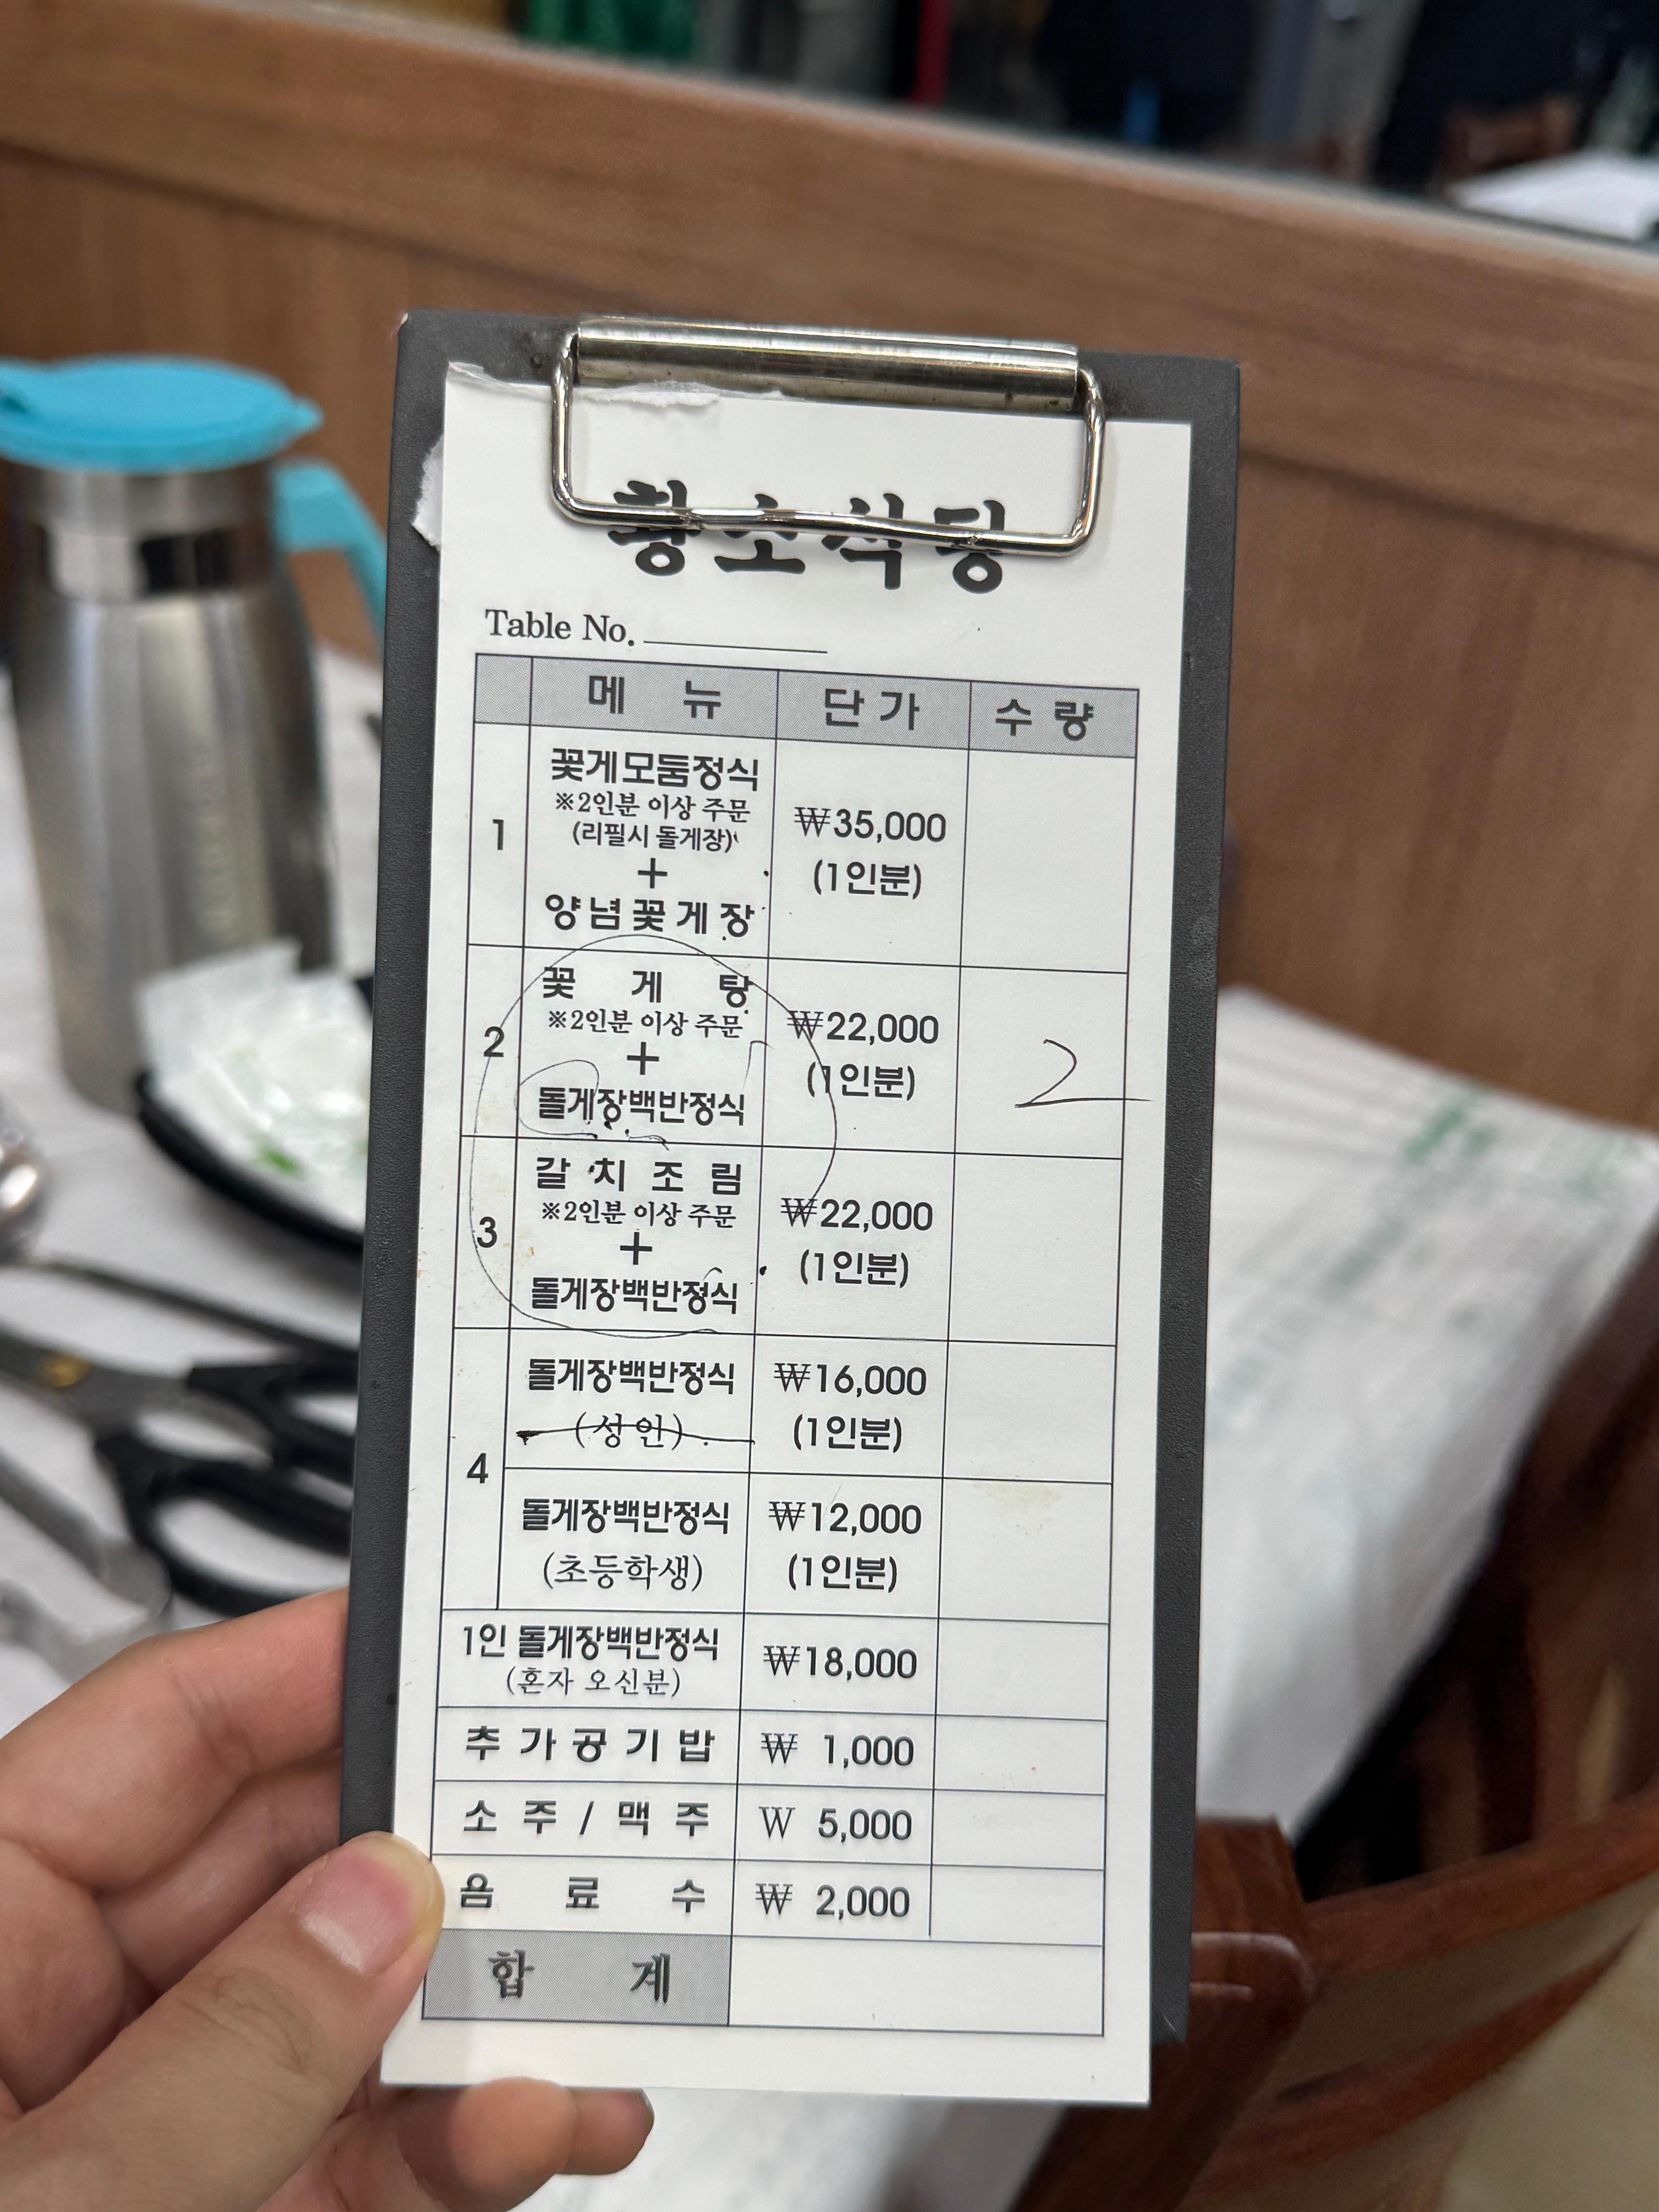 황소식당
Table No.
메 뉴 단가 수량
1 꽃게모둠정식
※2인분 이상 주문
(리필시 돌게장)
+
양념꽃게장
₩35,000
(1인분)
2 꽃게탕
※2인분 이상 주문
+
돌게장백반정식
₩22,000
(1인분)
2
3 갈치조림
※2인분 이상 주문
+
돌게장백반정식
₩22,000
(1인분)
4 돌게장백반정식
(성인)
₩16,000
(1인분)
돌게장백반정식
(초등학생)
₩12,000
(1인분)
1인 돌게장백반정식
(혼자 오신분)
₩18,000
추가공기밥 ₩ 1,000
소주/맥주 W 5,000
음료수 ₩ 2,000
합 계